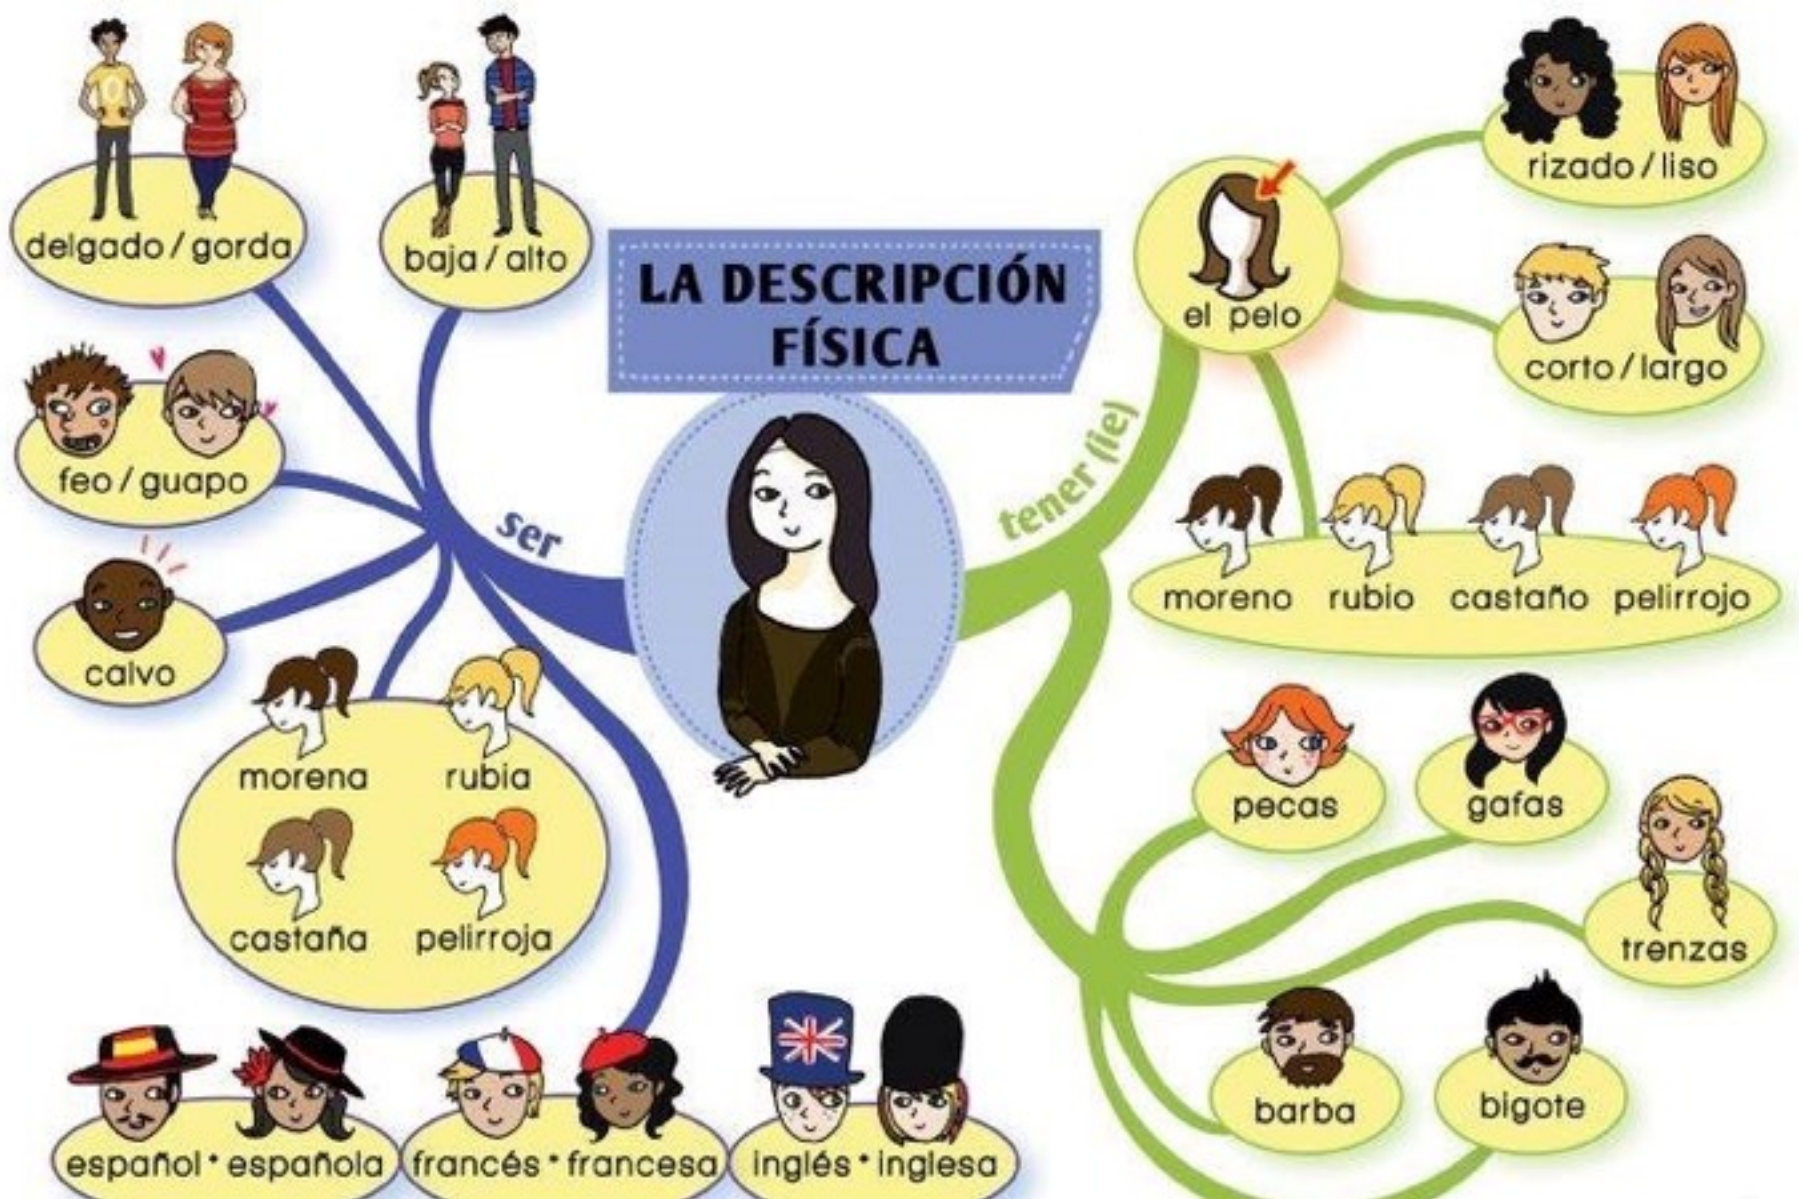 LA DESCRIPCIÓN
FÍSICA
ser
delgado / gorda
baja / alto
feo / guapo
calvo
morena rubia
castaña pelirroja
español * española
francés * francesa
inglés * inglesa
tener (ie)
el pelo
rizado / liso
corto / largo
moreno rubio castaño pelirrojo
pecas
gafas
trenzas
barba
bigote